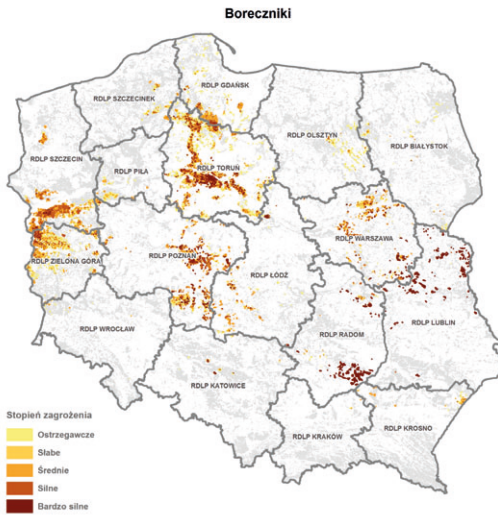 Boreczniki
RDLP GDAŃSK
RDLP SZCZECINEK
RDLP OLSZTYN
RDLP BIAŁYSTOK
RDLP SZCZECIN
RDLP PIŁA
RDLP TORUŃ
RDLP WARSZAWA
RDLP ZIELONA GÓRA
RDLP POZNAŃ
RDLP ŁÓDŹ
RDLP WROCŁAW
RDLP RADOM
RDLP LUBLIN
RDLP KATOWICE
RDLP KRAKÓW
RDLP KROSNO
Stopień zagrożenia
Ostrzegawcze
Słabe
Średnie
Silne
Bardzo silne